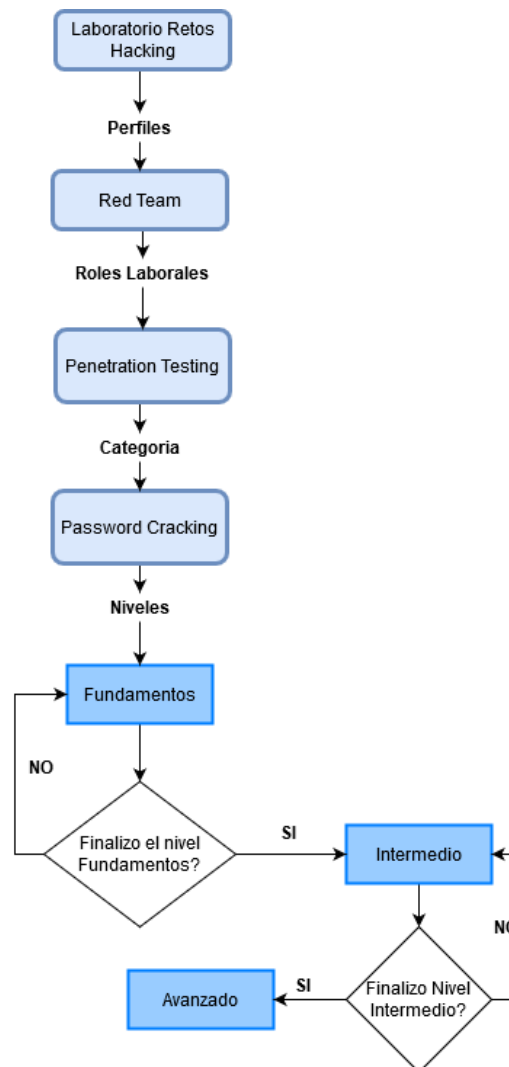 Laboratorio Retos
Hacking
Perfiles
Red Team
Roles Laborales
Penetration Testing
Categoria
Password Cracking
Niveles
Fundamentos
NO
Finalizo el nivel
Fundamentos?
SI
Intermedio
NO
Finalizo Nivel
Intermedio?
SI
Avanzado